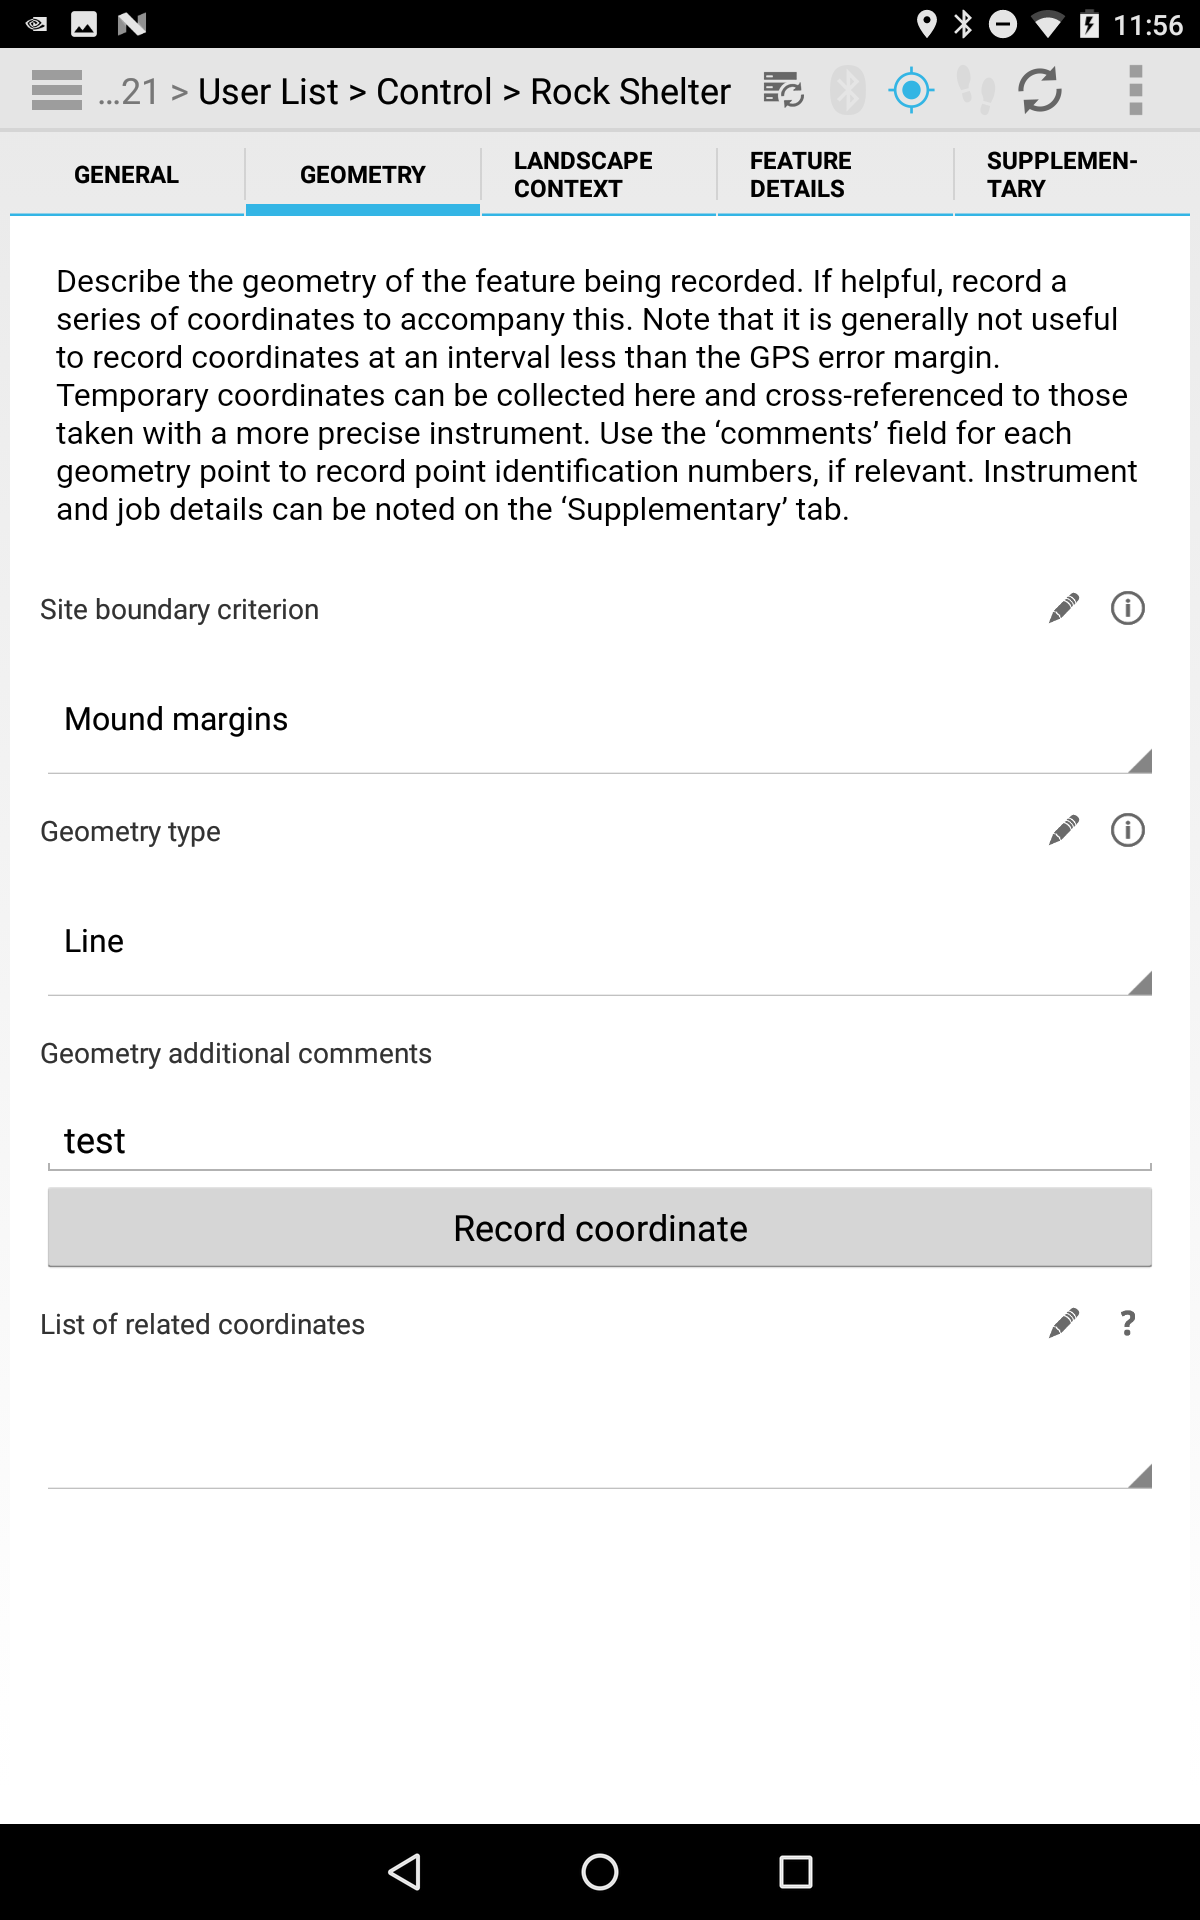 11:56
...21 > User List > Control > Rock Shelter
GENERAL
GEOMETRY
LANDSCAPE
CONTEXT
FEATURE
DETAILS
SUPPLEMEN-
TARY
Describe the geometry of the feature being recorded. If helpful, record a
series of coordinates to accompany this. Note that it is generally not useful
to record coordinates at an interval less than the GPS error margin.
Temporary coordinates can be collected here and cross-referenced to those
taken with a more precise instrument. Use the ‘comments’ field for each
geometry point to record point identification numbers, if relevant. Instrument
and job details can be noted on the ‘Supplementary’ tab.
Site boundary criterion
Mound margins
Geometry type
Line
Geometry additional comments
test
Record coordinate
List of related coordinates
?